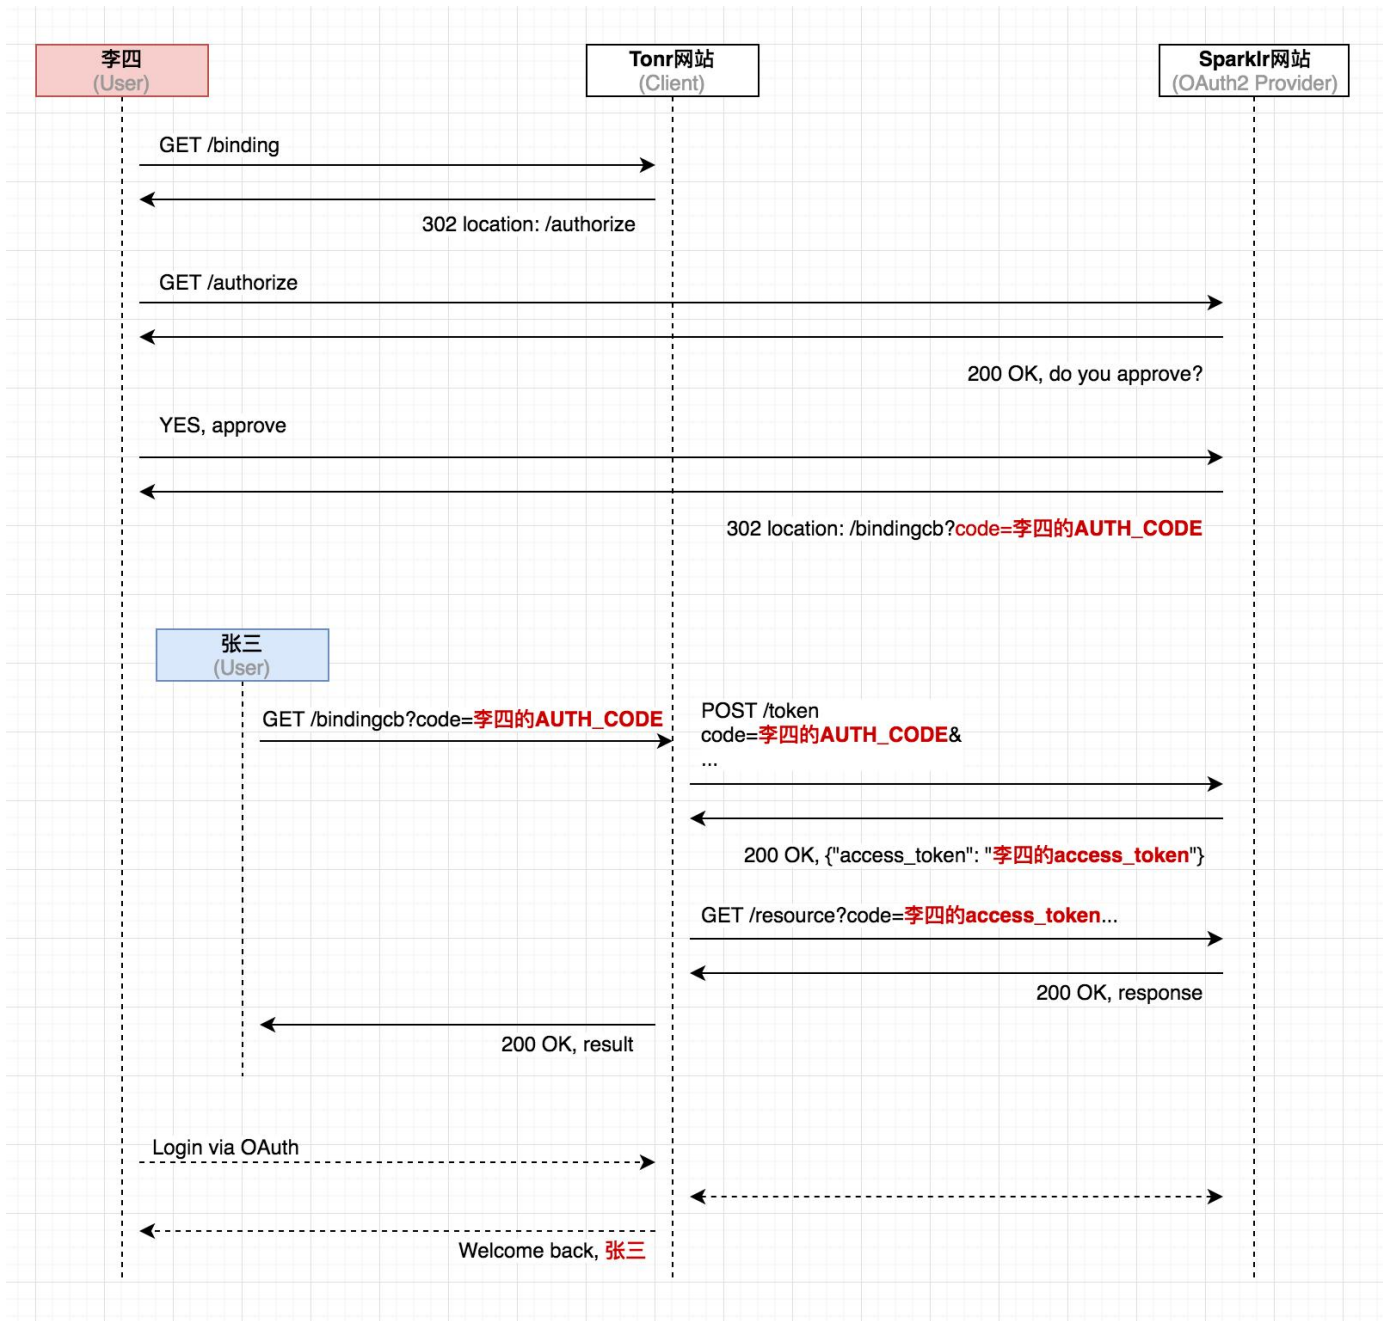 李四
(User)
Tonr网站
(Client)
Sparklr网站
(OAuth2 Provider)
GET /binding
302 location: /authorize
GET /authorize
200 OK, do you approve?
YES, approve
302 location: /bindingcb?code=李四的AUTH_CODE
张三
(User)
GET /bindingcb?code=李四的AUTH_CODE
POST /token
code=李四的AUTH_CODE&
...
200 OK, {"access_token": "李四的access_token"}
GET /resource?code=李四的access_token...
200 OK, response
200 OK, result
Login via OAuth
Welcome back, 张三